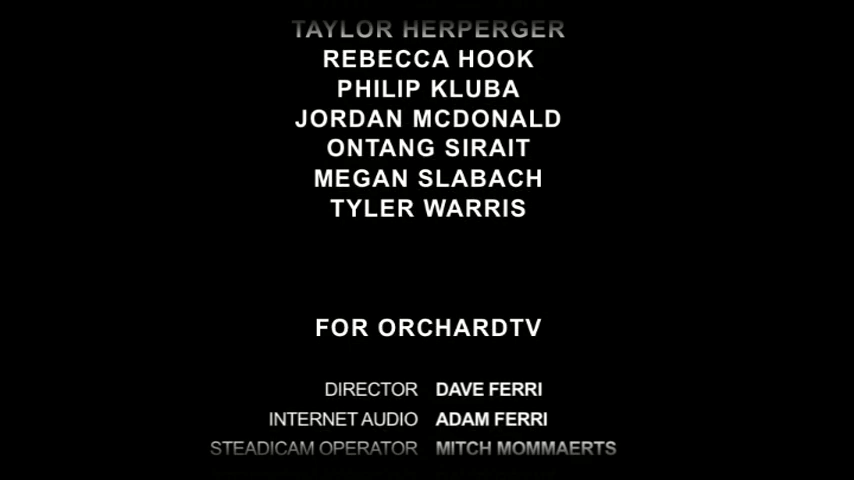 TAYLOR HERPERGER
REBECCA HOOK
PHILIP KLUBA
JORDAN MCDONALD
ONTANG SIRAIT
MEGAN SLABACH
TYLER WARRIS
FOR ORCHARDTV
DIRECTOR DAVE FERRI
INTERNET AUDIO ADAM FERRI
STEADICAM OPERATOR MITCH MOMMAERTS